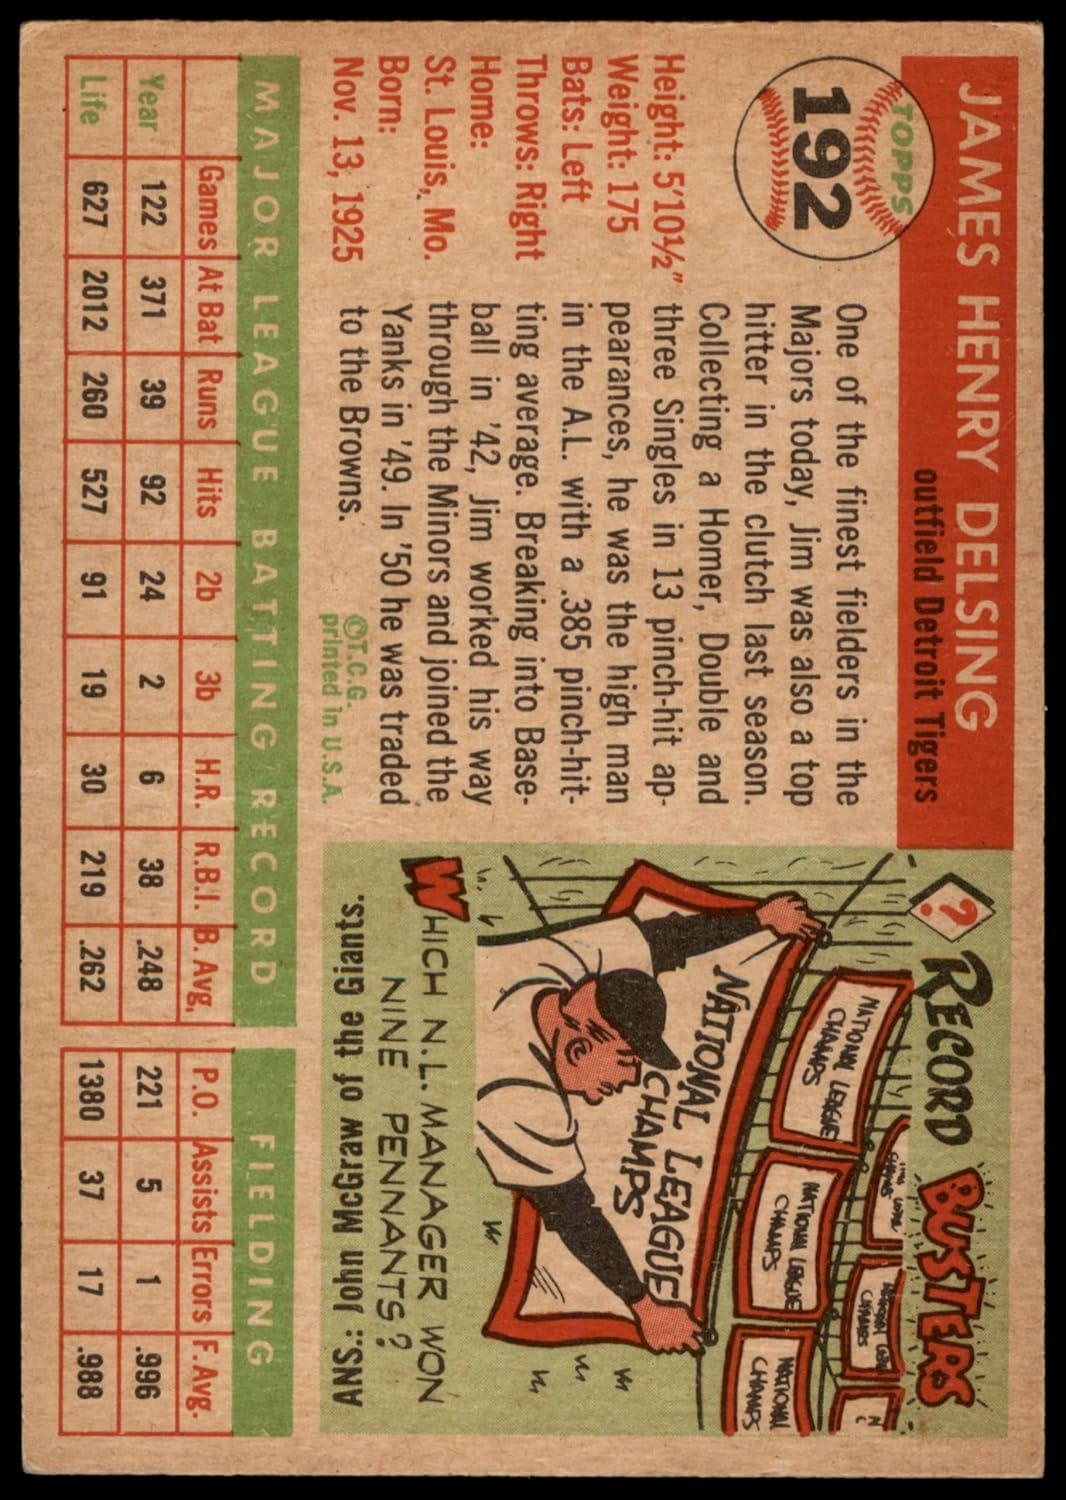 JAMES HENRY DELSING
outfield Detroit Tigers
TOPPS
192
Height: 5'10½"
Weight: 175
Bats: Left
Throws: Right
Home:
St. Louis, Mo.
Born:
Nov. 13, 1925
One of the finest fielders in the
Majors today, Jim was also a top
hitter in the clutch last season.
Collecting a Homer, Double and
three Singles in 13 pinch-hit ap-
pearances, he was the high man
in the A.L. with a .385 pinch-hit-
ting average. Breaking into Base-
ball in '42, Jim worked his way
through the Minors and joined the
Yanks in '49. In '50 he was traded
to the Browns.
©T.C.G.
printed in U.S.A.
? RECORD BUSTERS
NATIONAL LEAGUE CHAMPS
NATIONAL LEAGUE CHAMPS
NATIONAL CHAMPS
NATIONAL LEAGUE
CHAMPS
WHICH N.L. MANAGER WON
NINE PENNANTS?
ANS.: John McGraw of the Giants.
MAJOR LEAGUE BATTING RECORD FIELDING
Games At Bat Runs Hits 2b 3b H.R. R.B.I. B. Avg. P.O. Assists Errors F. Avg.
Year 122 371 39 92 24 2 6 38 .248 221 5 1 .996
Life 627 2012 260 527 91 19 30 219 .262 1380 37 17 .988